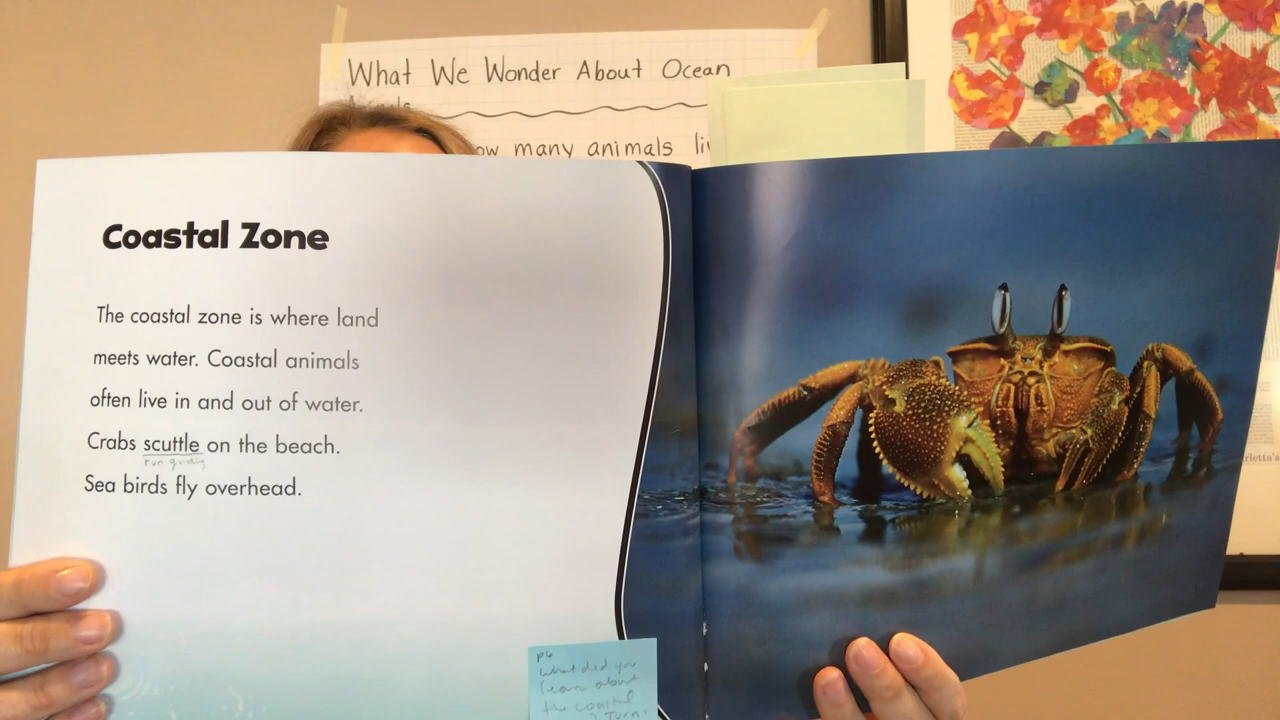 What We Wonder About Ocean
ow many animals li
Coastal Zone
The coastal zone is where land
meets water. Coastal animals
often live in and out of water.
Crabs scuttle on the beach.
run
Sea birds fly overhead.
p6
What did you
learn about
the coastal
? Turn
rletta's